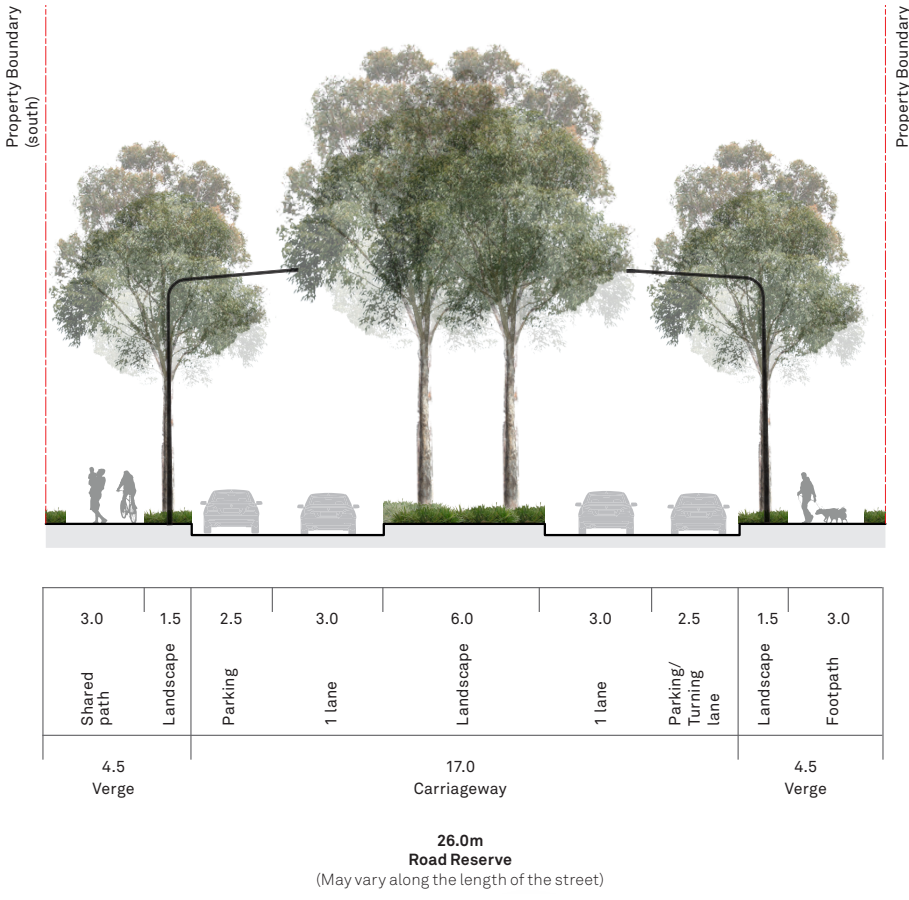 Property Boundary
(south)
Property Boundary
3.0
1.5
2.5
3.0
6.0
3.0
2.5
1.5
3.0
Shared
path
Landscape
Parking
1 lane
Landscape
1 lane
Parking/
Turning
lane
Landscape
Footpath
4.5
Verge
17.0
Carriageway
4.5
Verge
26.0m
Road Reserve
(May vary along the length of the street)